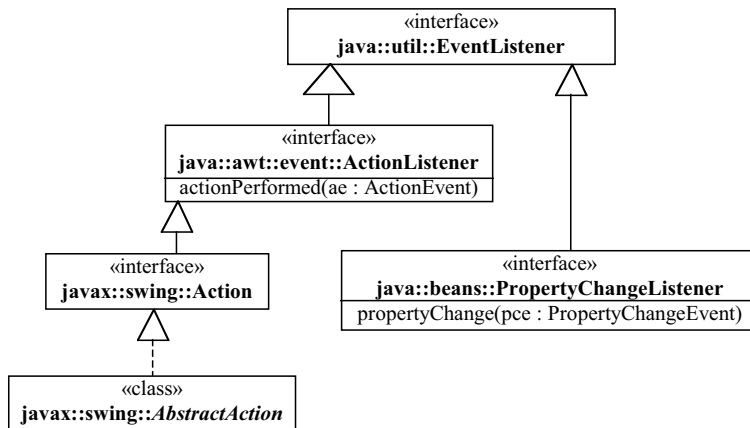 «interface»
java::util::EventListener
«interface»
java::awt::event::ActionListener
actionPerformed(ae : ActionEvent)
«interface»
javax::swing::Action
«interface»
java::beans::PropertyChangeListener
propertyChange(pce : PropertyChangeEvent)
«class»
javax::swing::AbstractAction